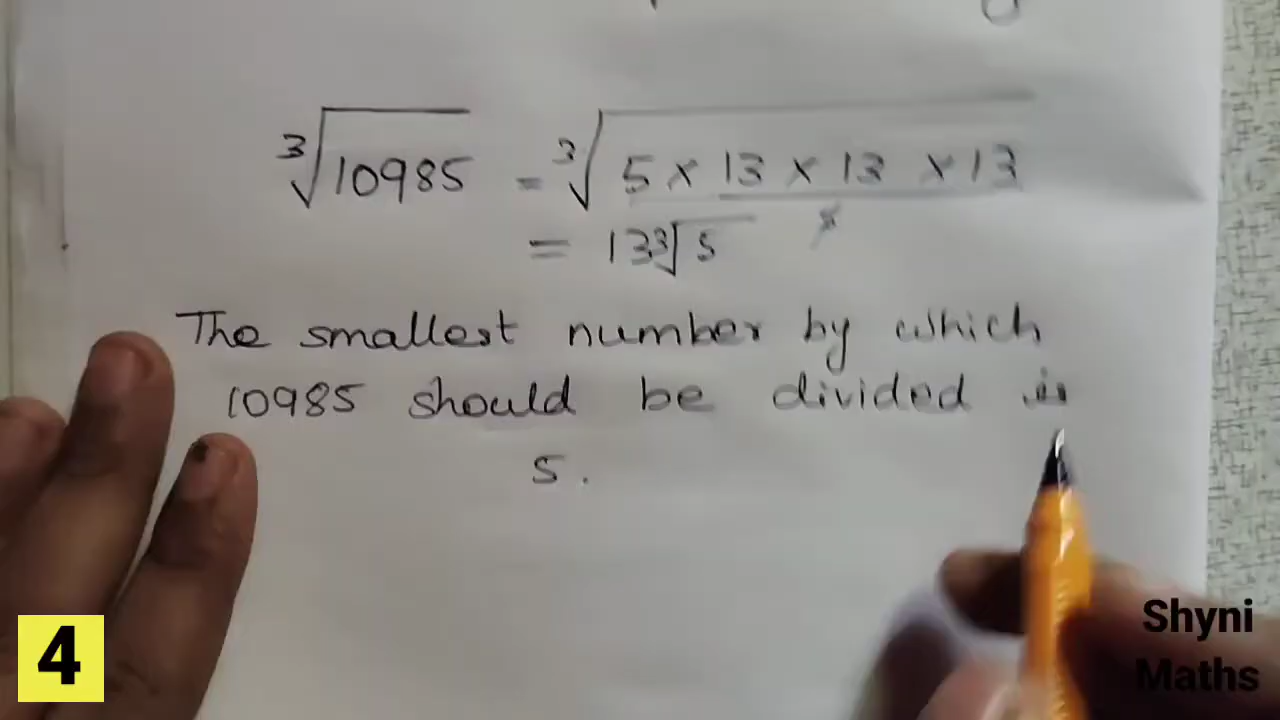 ∛10985 = ∛5 × 13 × 13 × 13
= 13∛5
The smallest number by which
10985 should be divided is
5.
4
Shyni
Maths